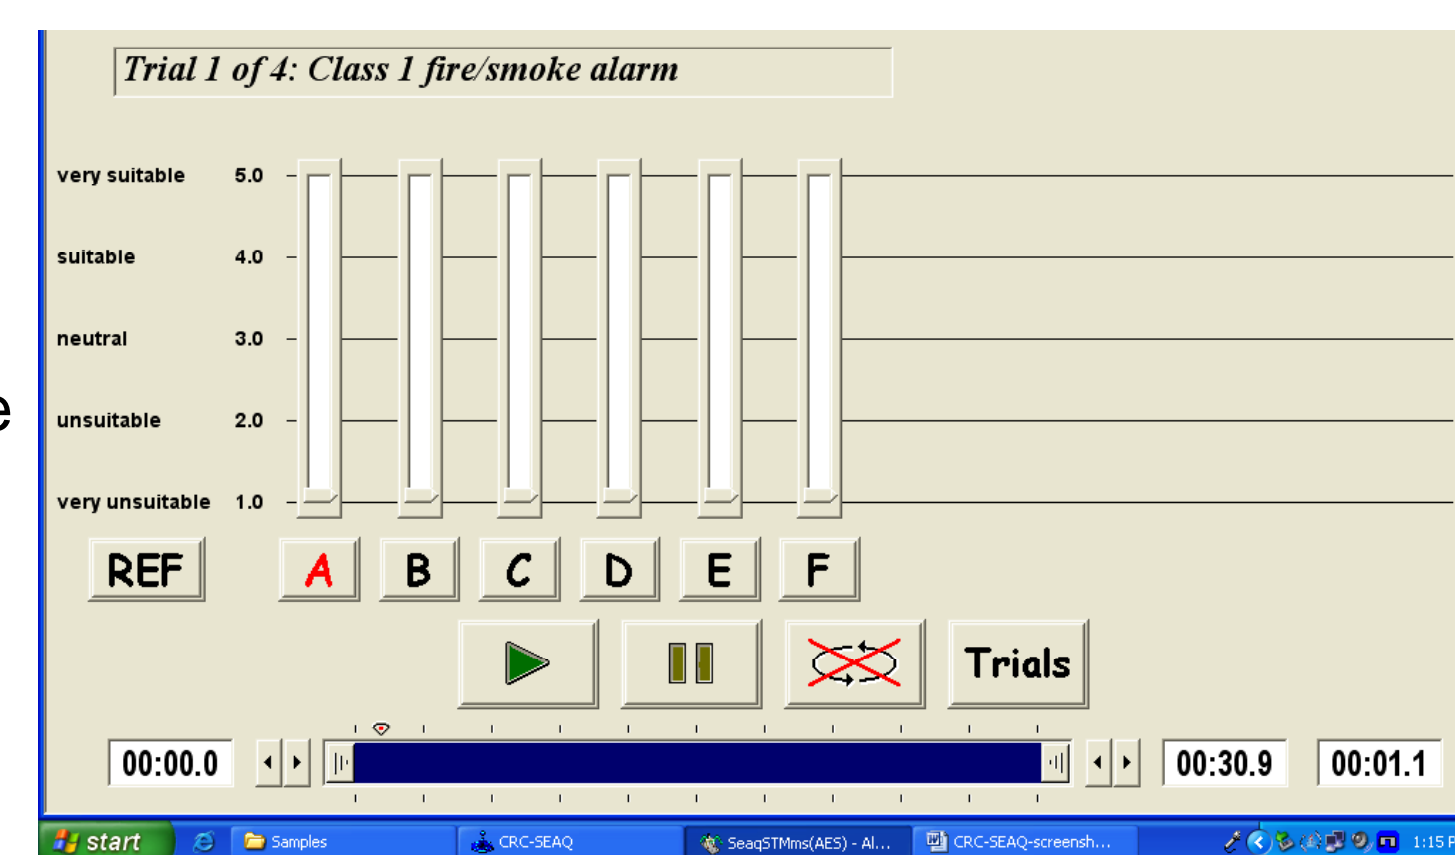 Trial 1 of 4: Class 1 fire/smoke alarm
very suitable 5.0
suitable 4.0
neutral 3.0
e
unsuitable 2.0
very unsuitable 1.0
REF A B C D E F
Trials
00:00.0 00:30.9 00:01.1
start Samples CRC-SEAQ SeaqSTMms(AES) - Al... CRC-SEAQ-screensh... 1:15 P